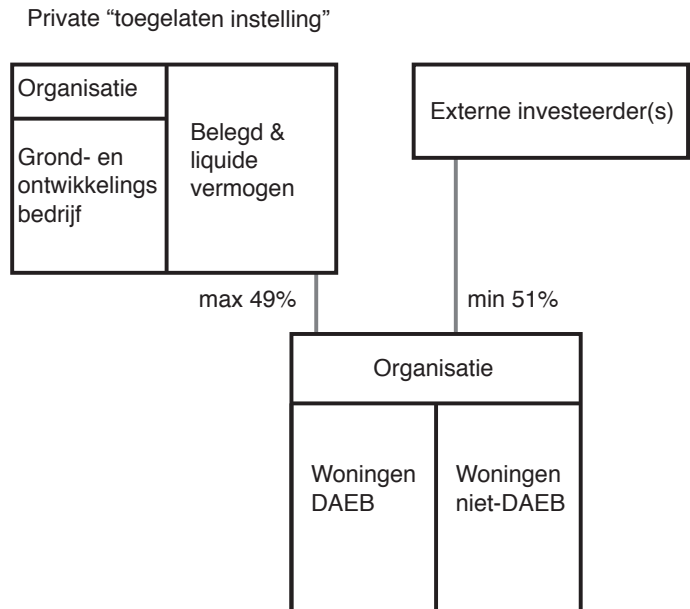 Private “toegelaten instelling”
Organisatie
Grond- en
ontwikkelings
bedrijf
Belegd &
liquide
vermogen
Externe investeerder(s)
max 49%
min 51%
Organisatie
Woningen
DAEB
Woningen
niet-DAEB